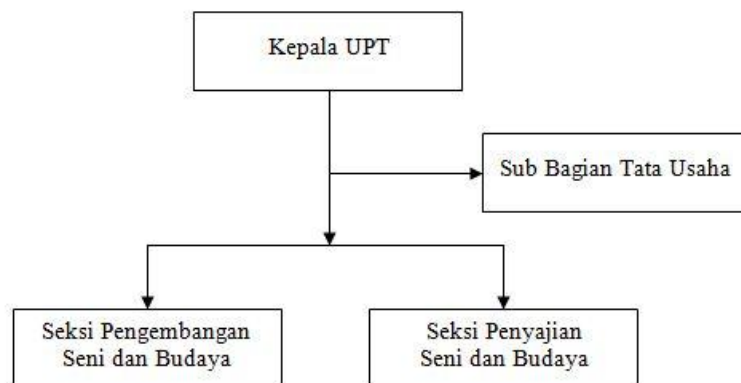 Kepala UPT
Sub Bagian Tata Usaha
Seksi Pengembangan
Seni dan Budaya
Seksi Penyajian
Seni dan Budaya